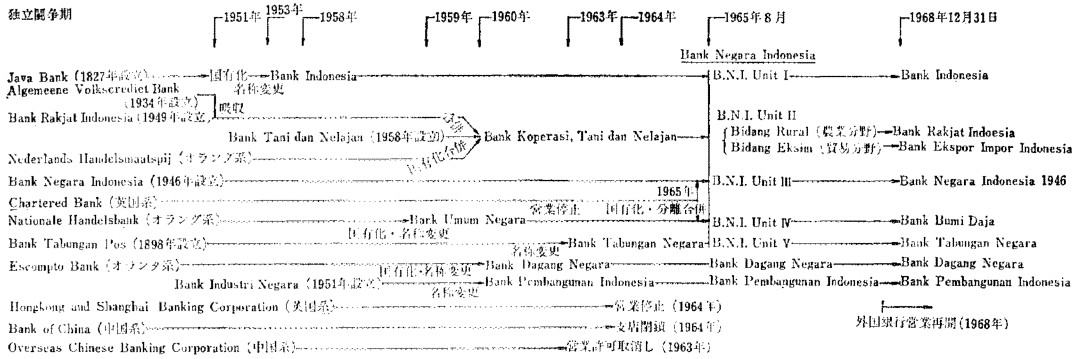 独立闘争期 1951年 1953年 1958年 1959年 1960年 1963年 1964年 1965年8月 1968年12月31日
Bank Negara Indonesia
Java Bank (1827年設立) 国有化 Bank Indonesia B.N.I. Unit I Bank Indonesia
名称変更
Algemeene Volkscrediet Bank
(1934年設立) 吸収
Bank Rakjat Indonesia (1949年設立) 合併 B.N.I. Unit II
Bank Tani dan Nelajan (1958設立) Bank Koperasi, Tani dan Nelajan Bidang Rural (農業分野) Bank Rakjat Indoesia
Bidang Eksim (貿易分野) Bank Ekspor Impor Indonesia
Nederlands Handelsmaatspij (オランダ系) 国有化合併
Bank Negara Indonesia (1946年設立) B.N.I. Unit III Bank Negara Indonesia 1946
1965年
Chartered Bank (英国系) 営業停止 国有化・分離合併
Nationale Handelsbank (オランダ系) Bark Umum Negara B.N.I. Unit IV Bank Bumi Daja
国有化・名称変更
Bank Tabungan Pos (1898年設立) Bank Tabungan Negara B.N.I. Unit V Bank Tabungan Negara
名称変更
Escompto Bank (オランダ系) Bank Dagang Negara Bank Dagang Negara Bank Dagang Negara
国有化・名称変更
Bank Industri Negara (1951年設立) Bank Pembangunan Indonesia Bank Pembangunan Indonesia Bank Pembangunan Indonesia
名称変更
Hongkong and Shanghai Banking Corporation (英国系) 営業停止 (1964年)
外国銀行営業再開 (1968年)
Bank of China (中国系) 支店閉鎖 (1964年)
Overseas Chinese Banking Corporation (中国系) 営業許可取消し (1963年)